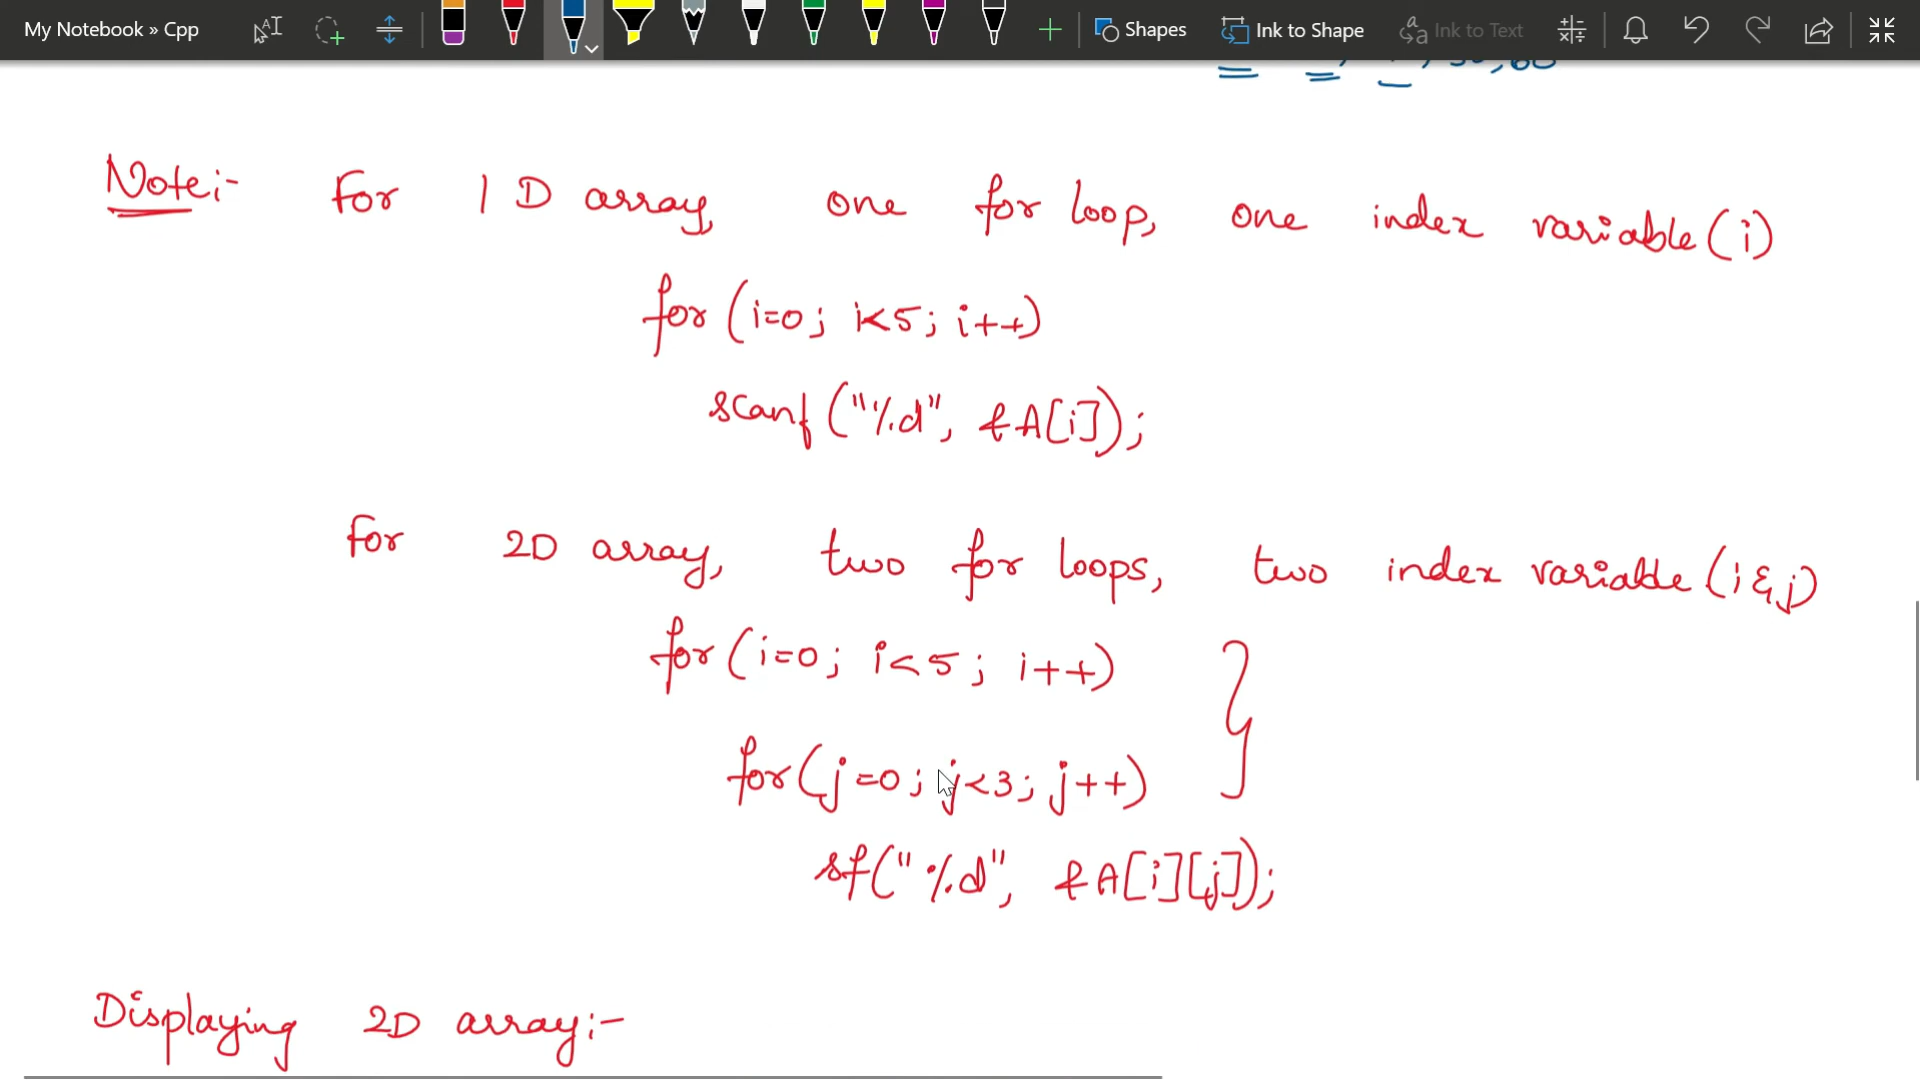 My Notebook » Cpp Shapes Ink to Shape Ink to Text
Note:- For 1D array, one for loop, one index variable(i)
for (i=0; i<5; i++)
scanf ("%d", &A[i]);
For 2D array, two for loops, two index variable (i & j)
for (i=0; i<5; i++)
for (j=0; j<3; j++)
sf("%d", &A[i][j]);
Displaying 2D array:-